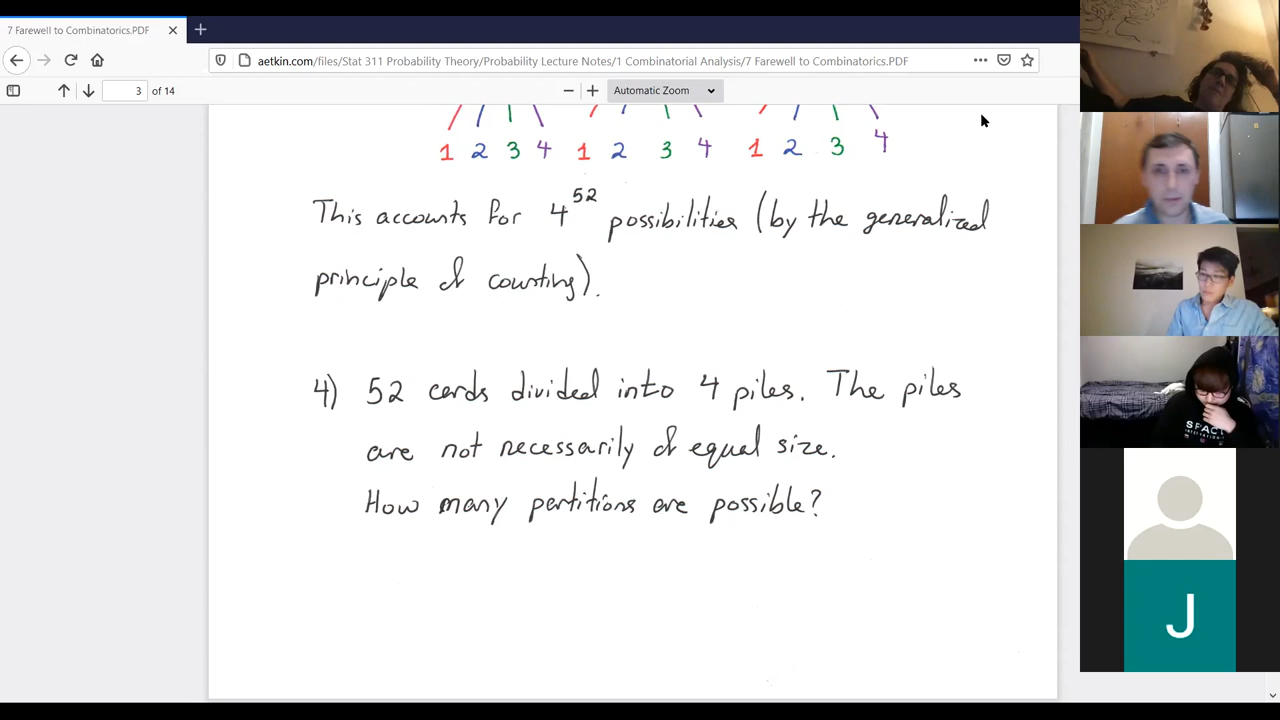 7 Farewell to Combinatorics.PDF
aetkin.com/files/Stat 311 Probability Theory/Probability Lecture Notes/1 Combinatorial Analysis/7 Farewell to Combinatorics.PDF
3 of 14
Automatic Zoom
1 2 3 4 1 2 3 4 1 2 3 4
This accounts for 4^52 possibilities (by the generalized
principle of counting).
4) 52 cards divided into 4 piles. The piles
are not necessarily of equal size.
How many partitions are possible?
SPACE
J